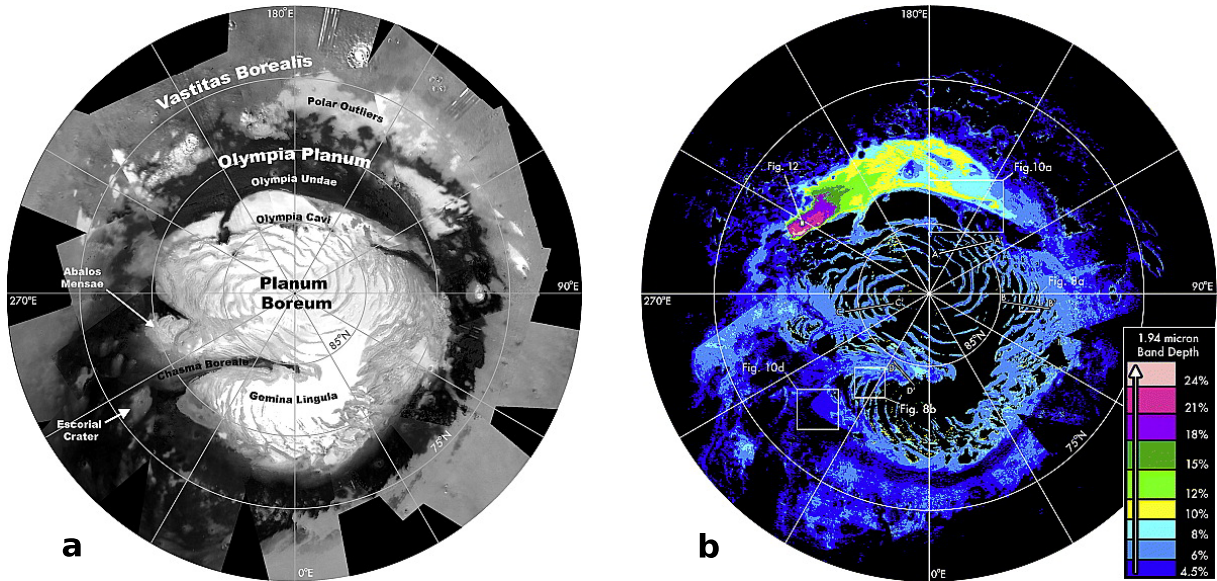 180°E
Vastitas Borealis
Polar Outliers
Olympia Planum
Olympia Undae
Olympia Cavi
Abalos
Mensae
Planum
Boreum
270°E
90°E
85°N
Chasma Boreale
Gemina Lingula
Escorial
Crater
75°N
0°E
a
180°E
Fig. 12
Fig.10a
A
Fig. 8a
270°E
C'
B
B'
90°E
85°N
Fig. 10d
D
D'
Fig. 8b
75°N
0°E
b
1.94 micron
Band Depth
24%
21%
18%
15%
12%
10%
8%
6%
4.5%